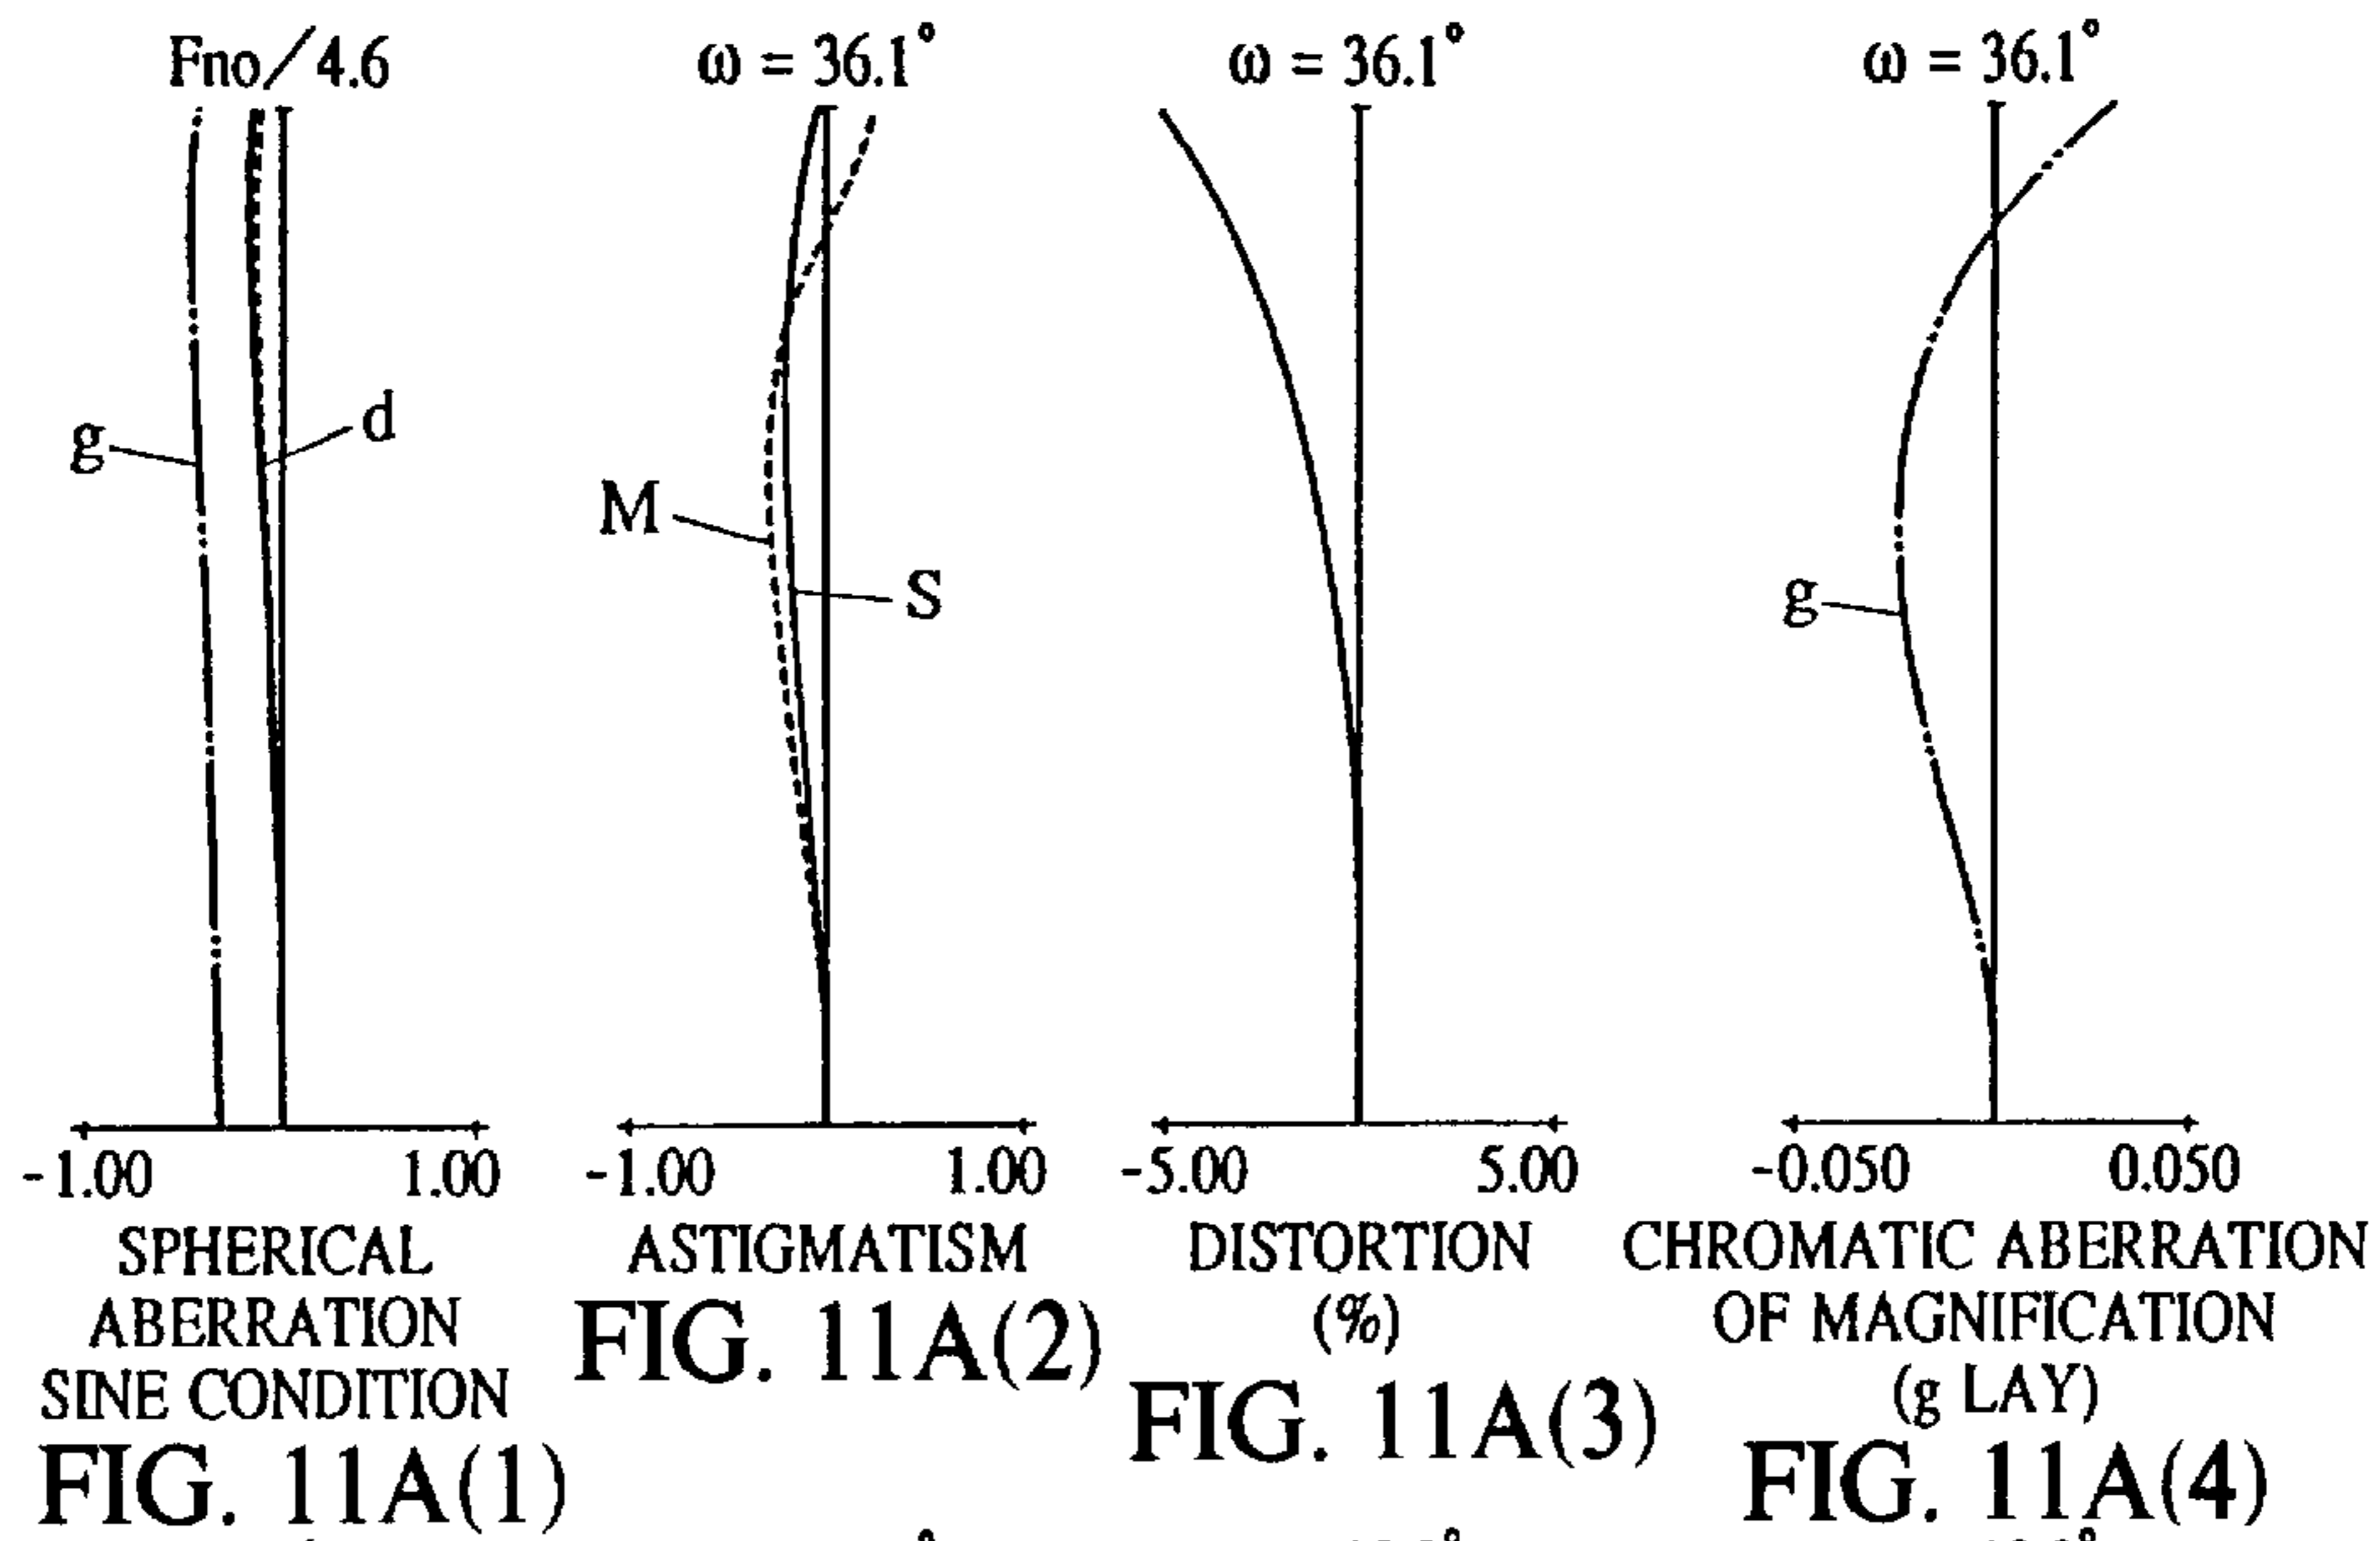 Fno/4.6
g
d
-1.00
1.00
SPHERICAL
ABERRATION
SINE CONDITION
FIG. 11A(1)
ω = 36.1°
M
S
-1.00
1.00
ASTIGMATISM
FIG. 11A(2)
ω = 36.1°
-5.00
5.00
DISTORTION
(%)
FIG. 11A(3)
ω = 36.1°
g
-0.050
0.050
CHROMATIC ABERRATION
OF MAGNIFICATION
(g LAY)
FIG. 11A(4)